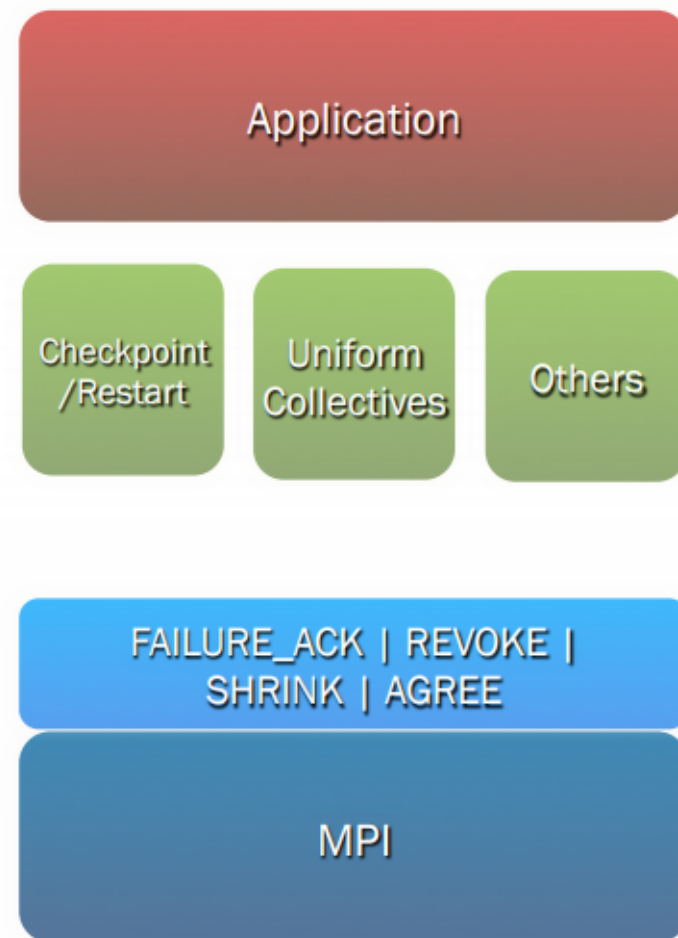 Application
Checkpoint
/Restart
Uniform
Collectives
Others
FAILURE_ACK | REVOKE |
SHRINK | AGREE
MPI